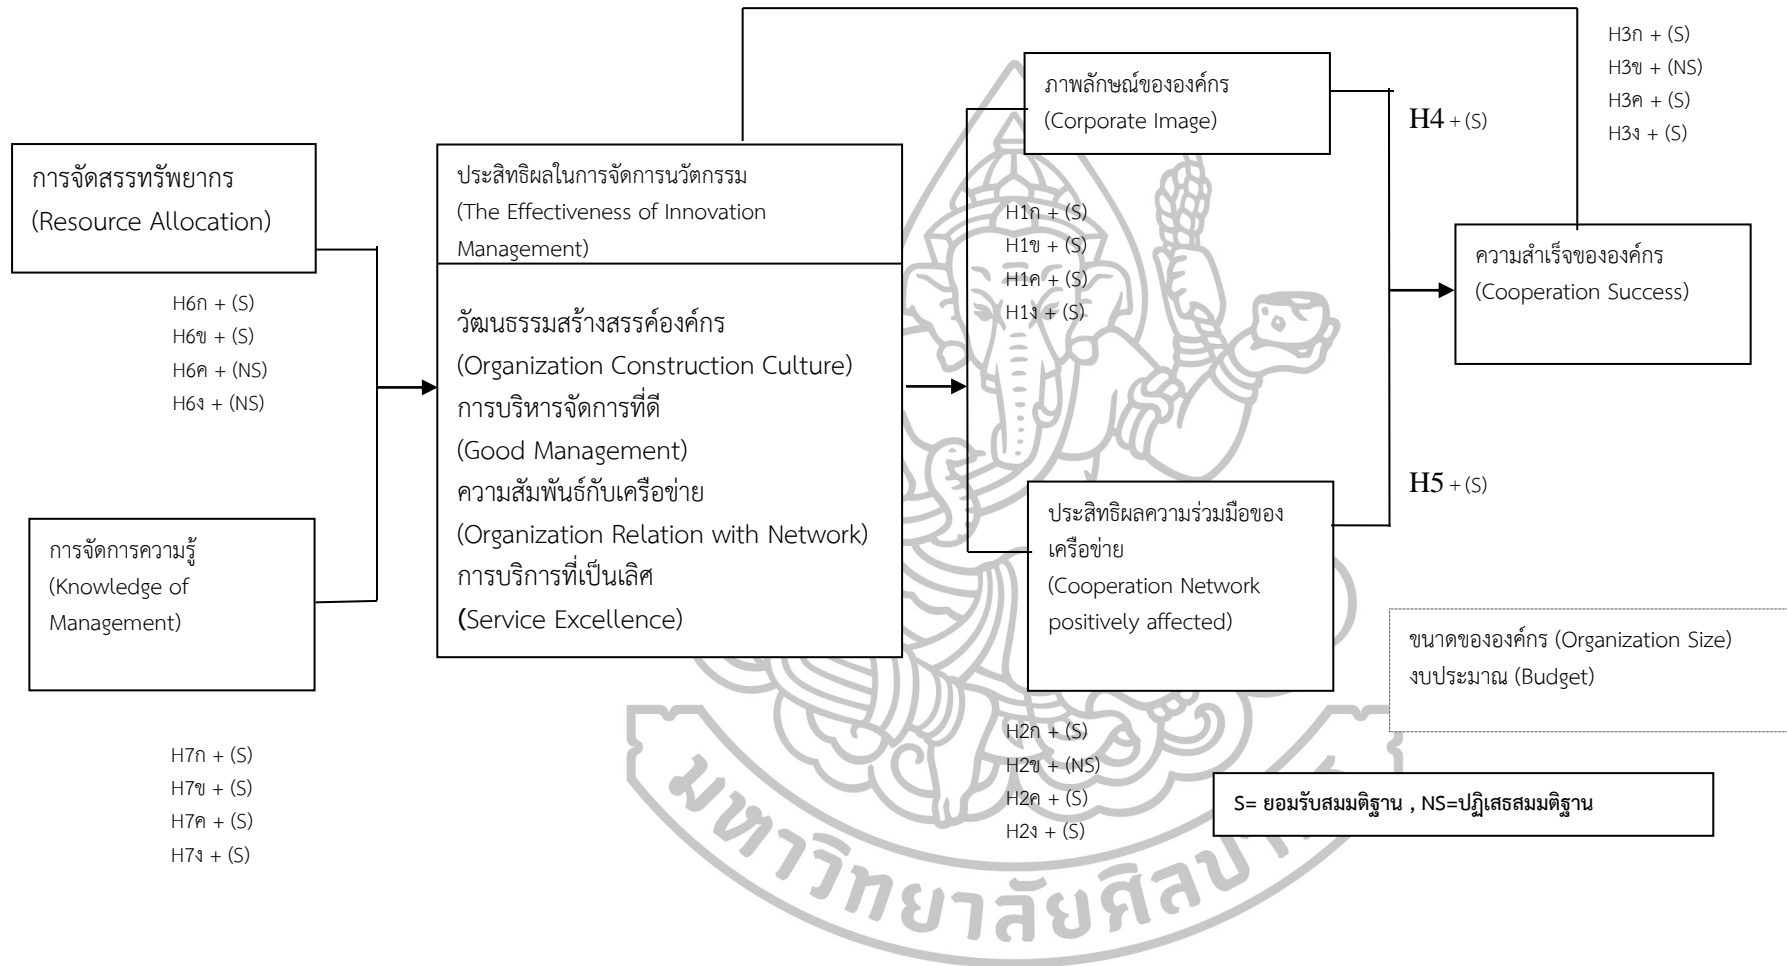 H3ก + (S)
H3ข + (NS)
H3ค + (S)
H3ง + (S)
ภาพลักษณ์ขององค์กร
(Corporate Image)
H4 + (S)
การจัดสรรทรัพยากร
(Resource Allocation)
ประสิทธิผลในการจัดการนวัตกรรม
(The Effectiveness of Innovation
Management)
H1ก + (S)
H1ข + (S)
H1ค + (S)
H1ง + (S)
ความสำเร็จขององค์กร
(Cooperation Success)
H6ก + (S)
H6ข + (S)
H6ค + (NS)
H6ง + (NS)
วัฒนธรรมสร้างสรรค์องค์กร
(Organization Construction Culture)
การบริหารจัดการที่ดี
(Good Management)
ความสัมพันธ์กับเครือข่าย
(Organization Relation with Network)
การบริการที่เป็นเลิศ
(Service Excellence)
H5 + (S)
ประสิทธิผลความร่วมมือของ
เครือข่าย
(Cooperation Network
positively affected)
การจัดการความรู้
(Knowledge of
Management)
ขนาดขององค์กร (Organization Size)
งบประมาณ (Budget)
H7ก + (S)
H7ข + (S)
H7ค + (S)
H7ง + (S)
H2ก + (S)
H2ข + (NS)
H2ค + (S)
H2ง + (S)
S= ยอมรับสมมติฐาน , NS=ปฏิเสธสมมติฐาน